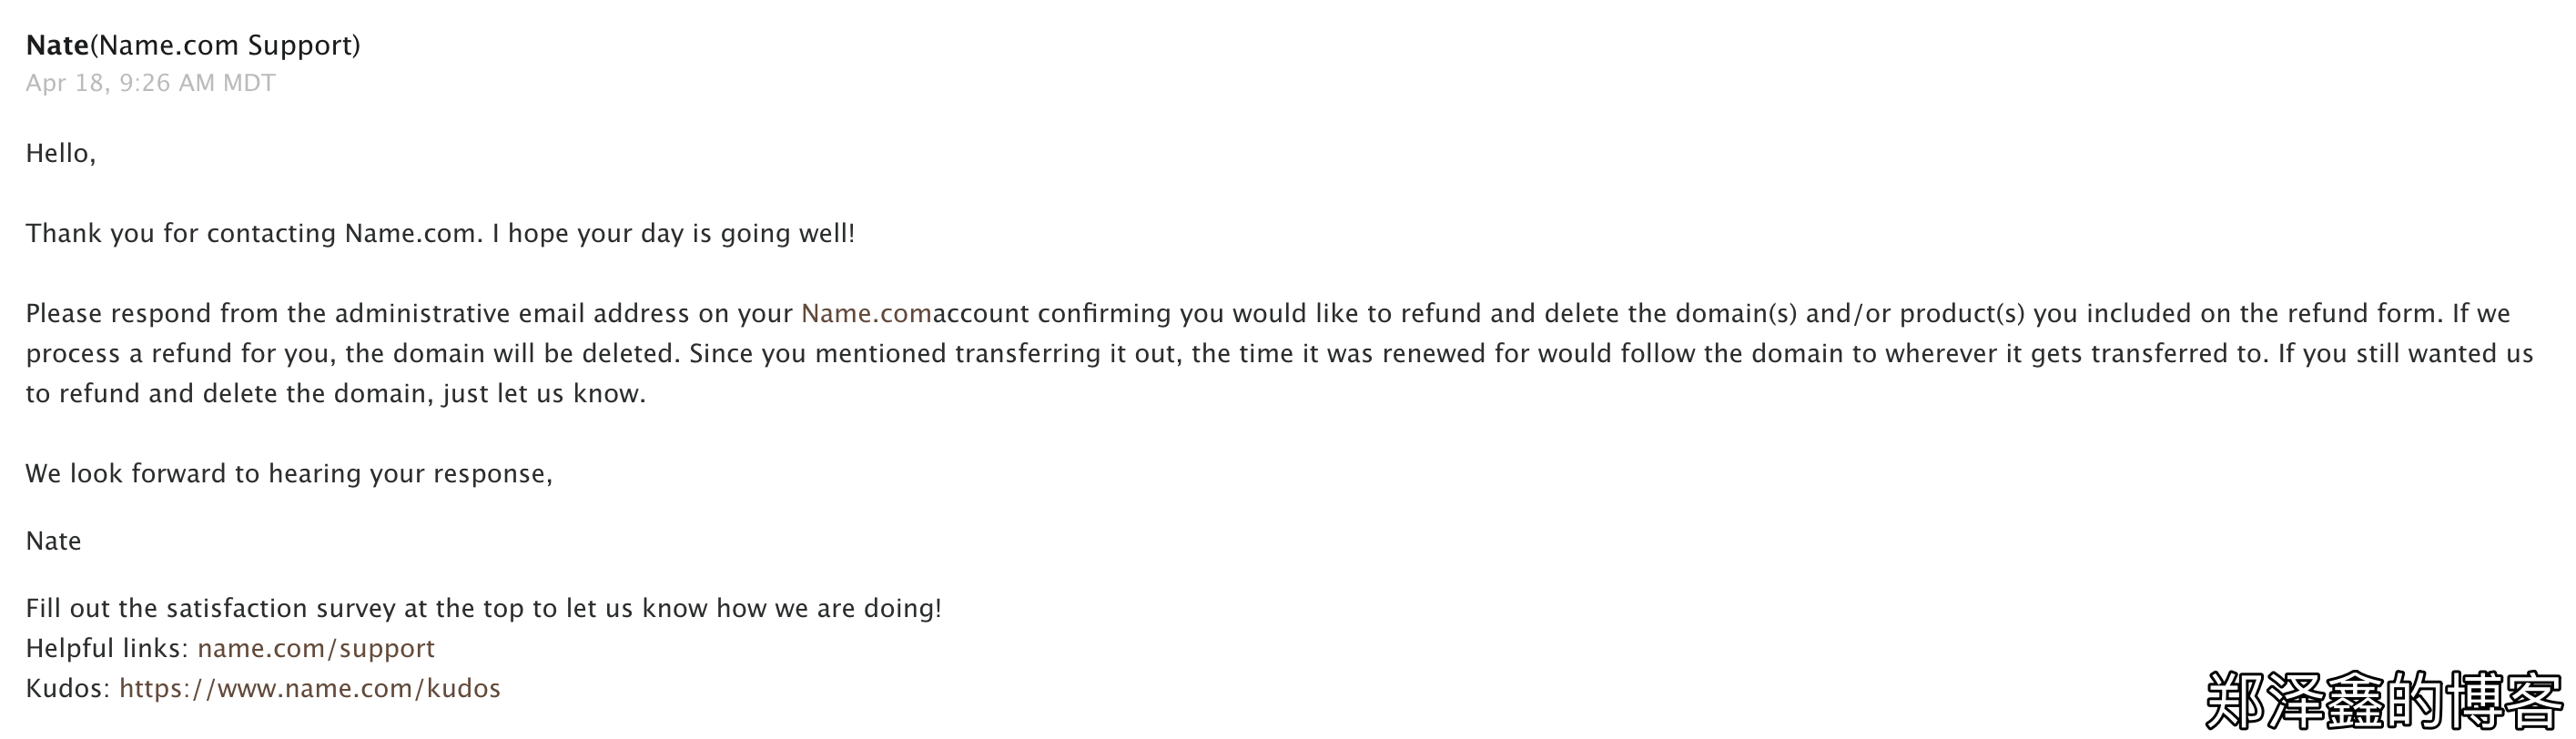 Nate(Name.com Support)
Apr 18, 9:26 AM MDT
Hello,
Thank you for contacting Name.com. I hope your day is going well!
Please respond from the administrative email address on your Name.comaccount confirming you would like to refund and delete the domain(s) and/or product(s) you included on the refund form. If we
process a refund for you, the domain will be deleted. Since you mentioned transferring it out, the time it was renewed for would follow the domain to wherever it gets transferred to. If you still wanted us
to refund and delete the domain, just let us know.
We look forward to hearing your response,
Nate
Fill out the satisfaction survey at the top to let us know how we are doing!
Helpful links: name.com/support
Kudos: https://www.name.com/kudos
郑泽鑫的博客